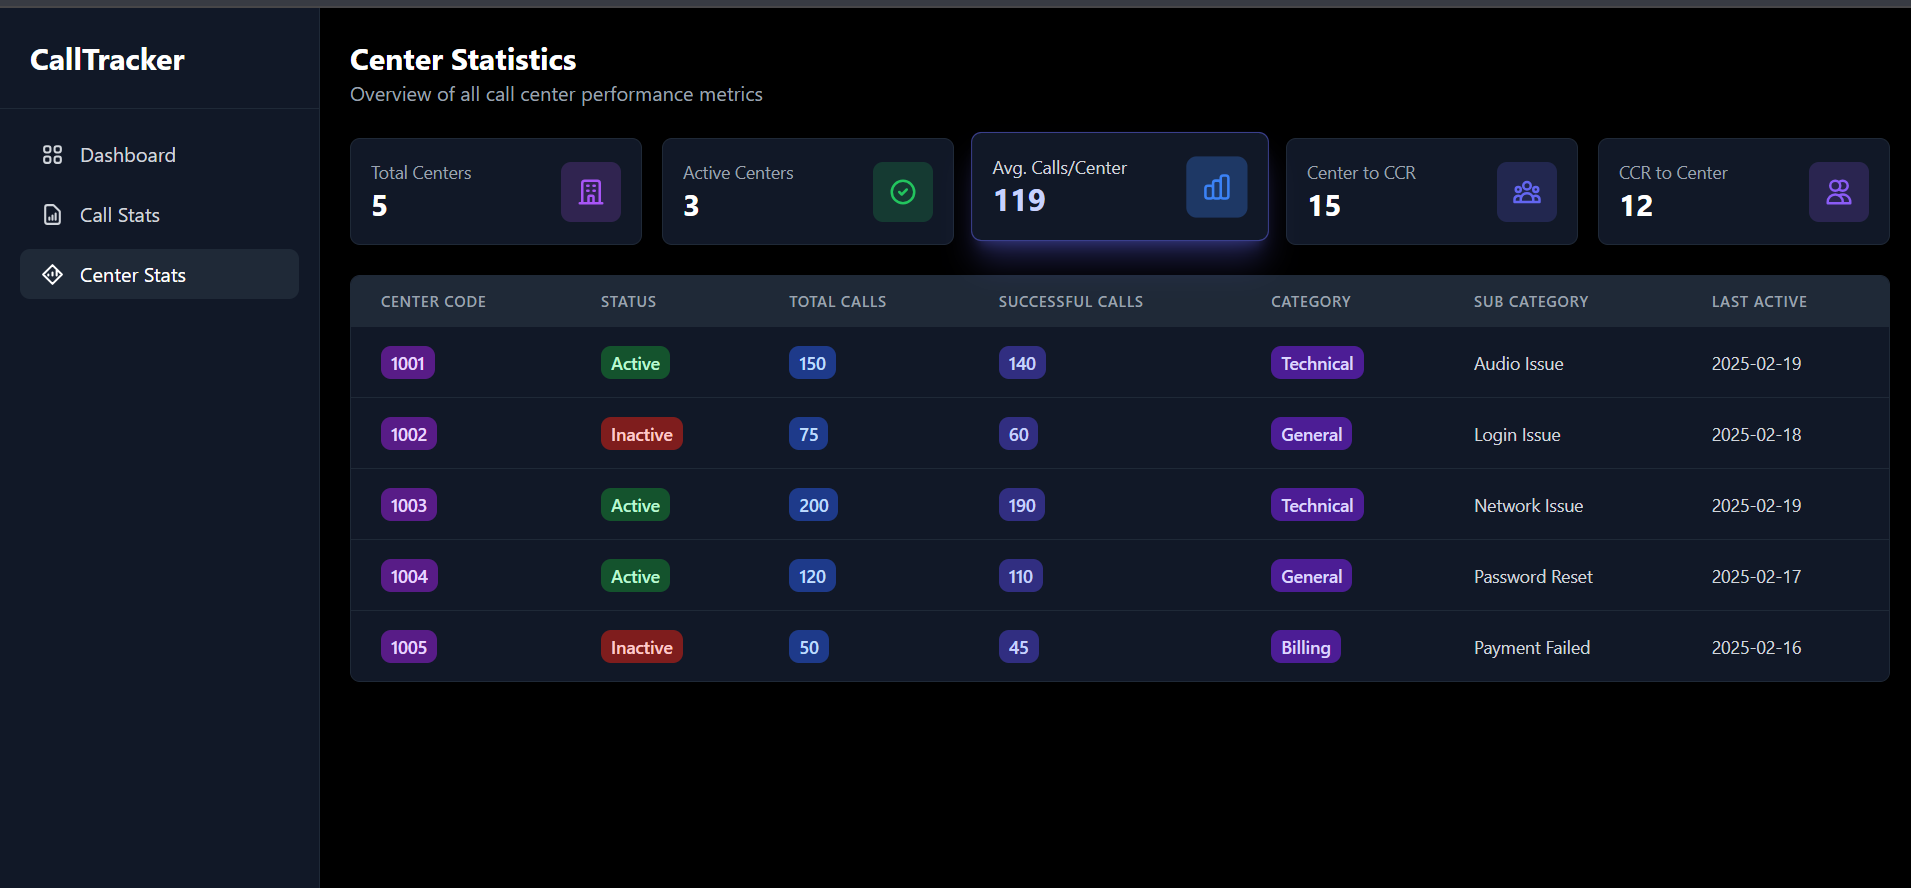 CallTracker
Dashboard
Call Stats
Center Stats
Center Statistics
Overview of all call center performance metrics
Total Centers
5
Active Centers
3
Avg. Calls/Center
119
Center to CCR
15
CCR to Center
12
CENTER CODE STATUS TOTAL CALLS SUCCESSFUL CALLS CATEGORY SUB CATEGORY LAST ACTIVE
1001 Active 150 140 Technical Audio Issue 2025-02-19
1002 Inactive 75 60 General Login Issue 2025-02-18
1003 Active 200 190 Technical Network Issue 2025-02-19
1004 Active 120 110 General Password Reset 2025-02-17
1005 Inactive 50 45 Billing Payment Failed 2025-02-16